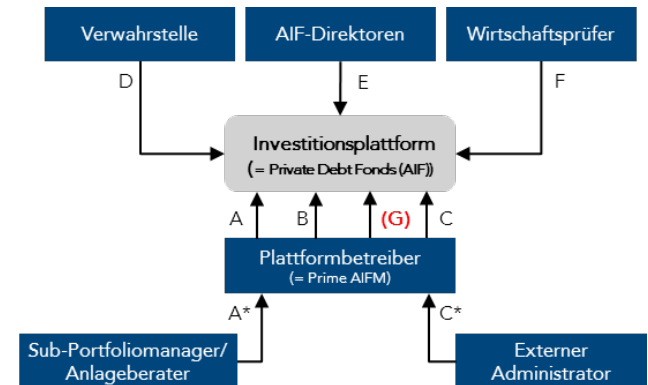 Verwahrstelle
AIF-Direktoren
Wirtschaftsprüfer
D
E
F
Investitionsplattform
(= Private Debt Fonds (AIF))
A
B
(G)
C
Plattformbetreiber
(= Prime AIFM)
A*
C*
Sub-Portfoliomanager/
Anlageberater
Externer
Administrator